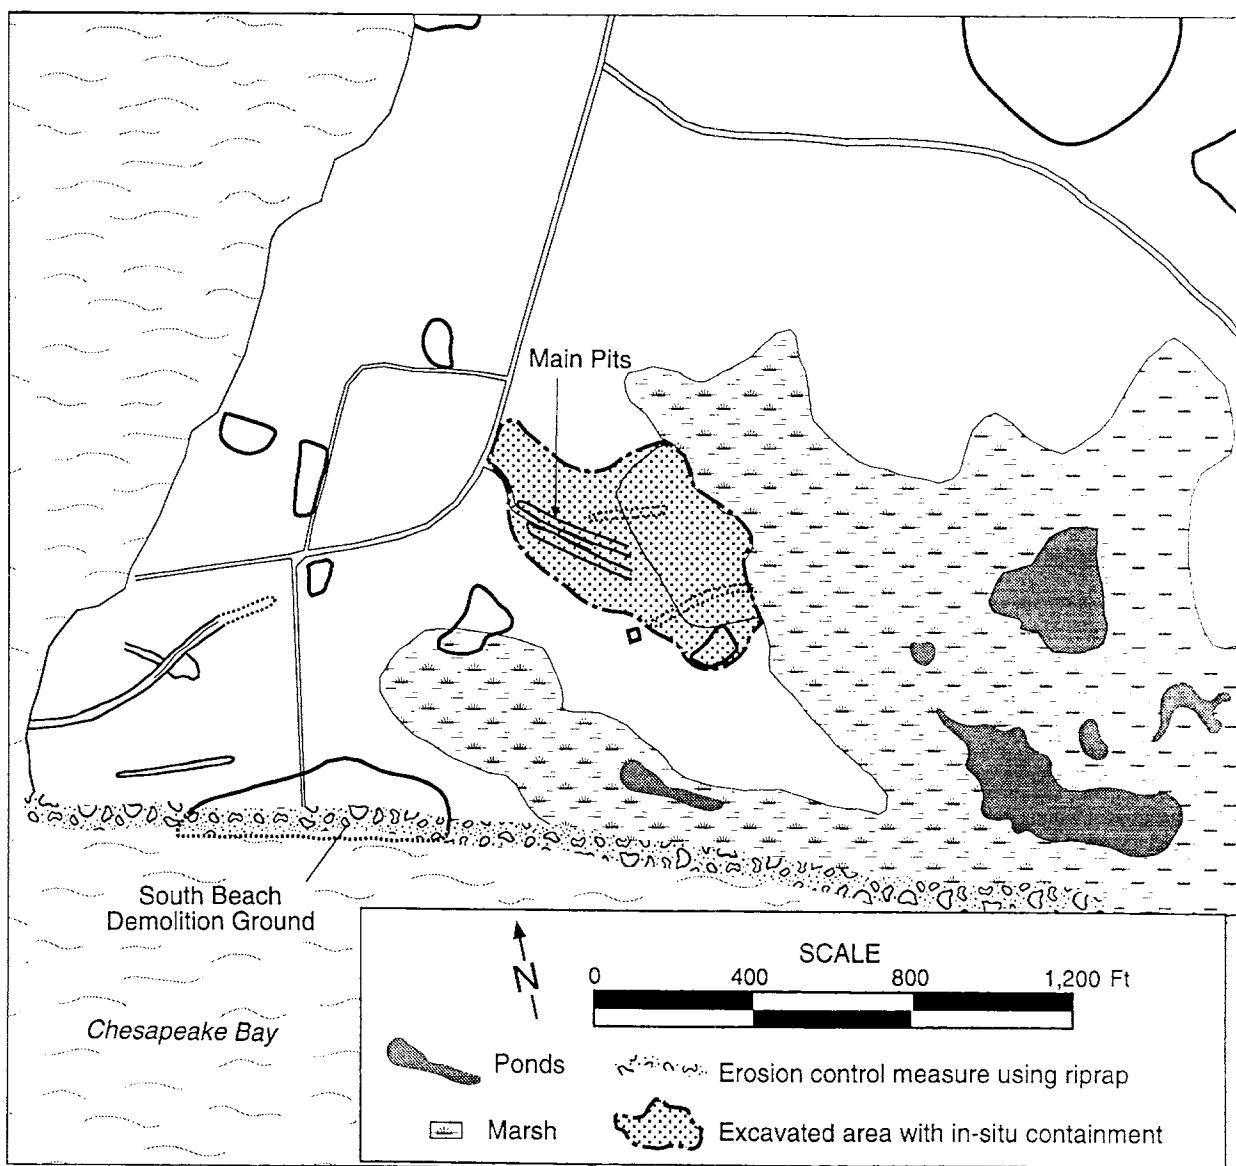 Main Pits
South Beach
Demolition Ground
Chesapeake Bay
N
SCALE
0 400 800 1,200 Ft
Ponds
Erosion control measure using riprap
Marsh
Excavated area with in-situ containment